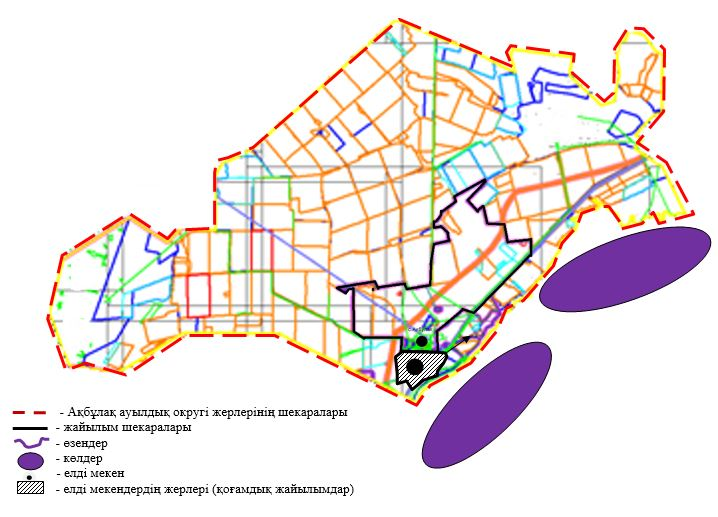 - Ақбұлақ ауылдық округі жерлерінің шекаралары
- жайылым шекаралары
- өзендер
- көлдер
- елді мекен
- елді мекендердің жерлері (қоғамдық жайылымдар)